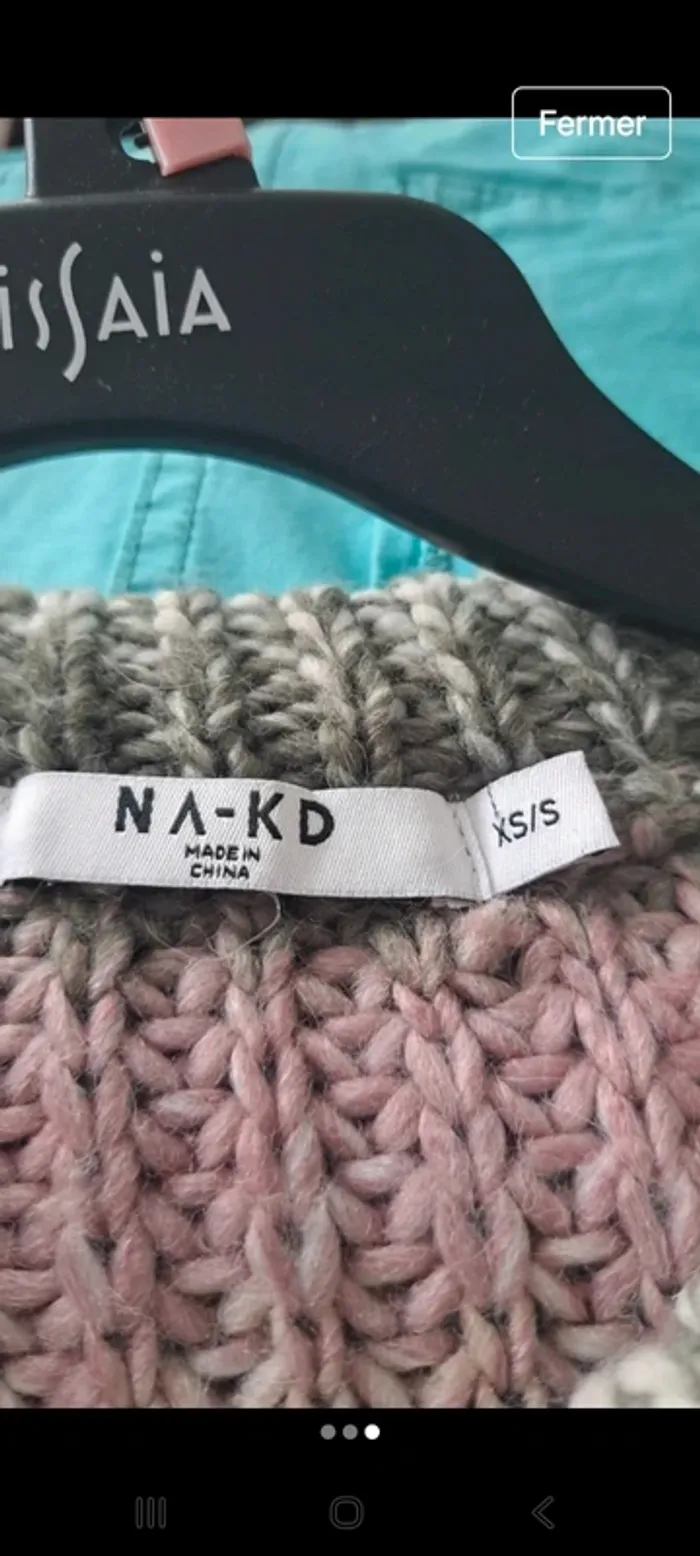 Fermer
issaia
NA-KD
MADE IN
CHINA
XS/S